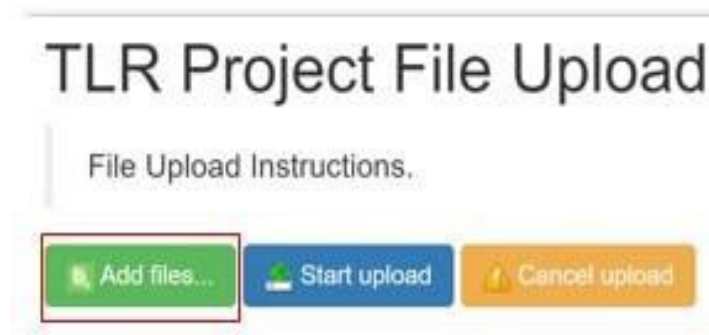 TLR Project File Upload
File Upload Instructions.
Add files... Start upload Cancel upload